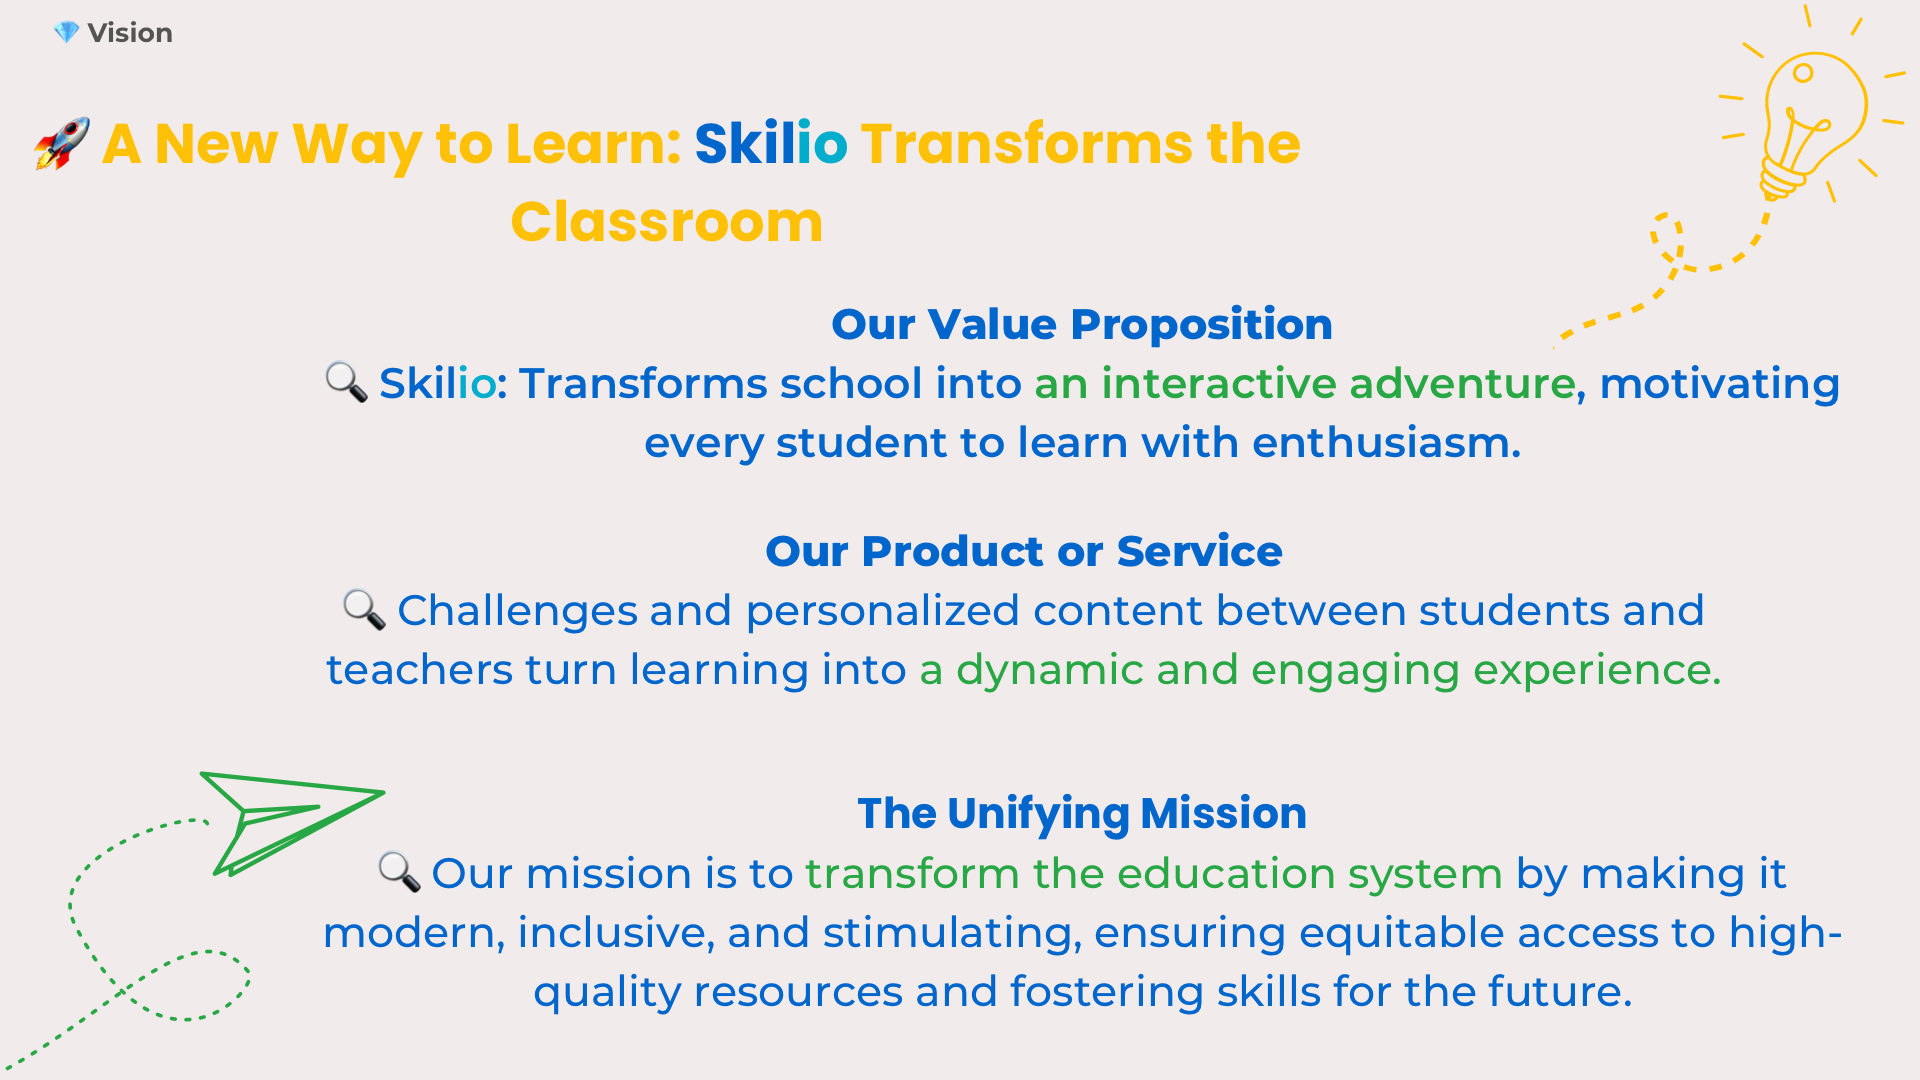 💎 Vision
🚀 A New Way to Learn: Skilio Transforms the
Classroom
Our Value Proposition
🔍 Skilio: Transforms school into an interactive adventure, motivating
every student to learn with enthusiasm.
Our Product or Service
🔍 Challenges and personalized content between students and
teachers turn learning into a dynamic and engaging experience.
The Unifying Mission
🔍 Our mission is to transform the education system by making it
modern, inclusive, and stimulating, ensuring equitable access to high-
quality resources and fostering skills for the future.